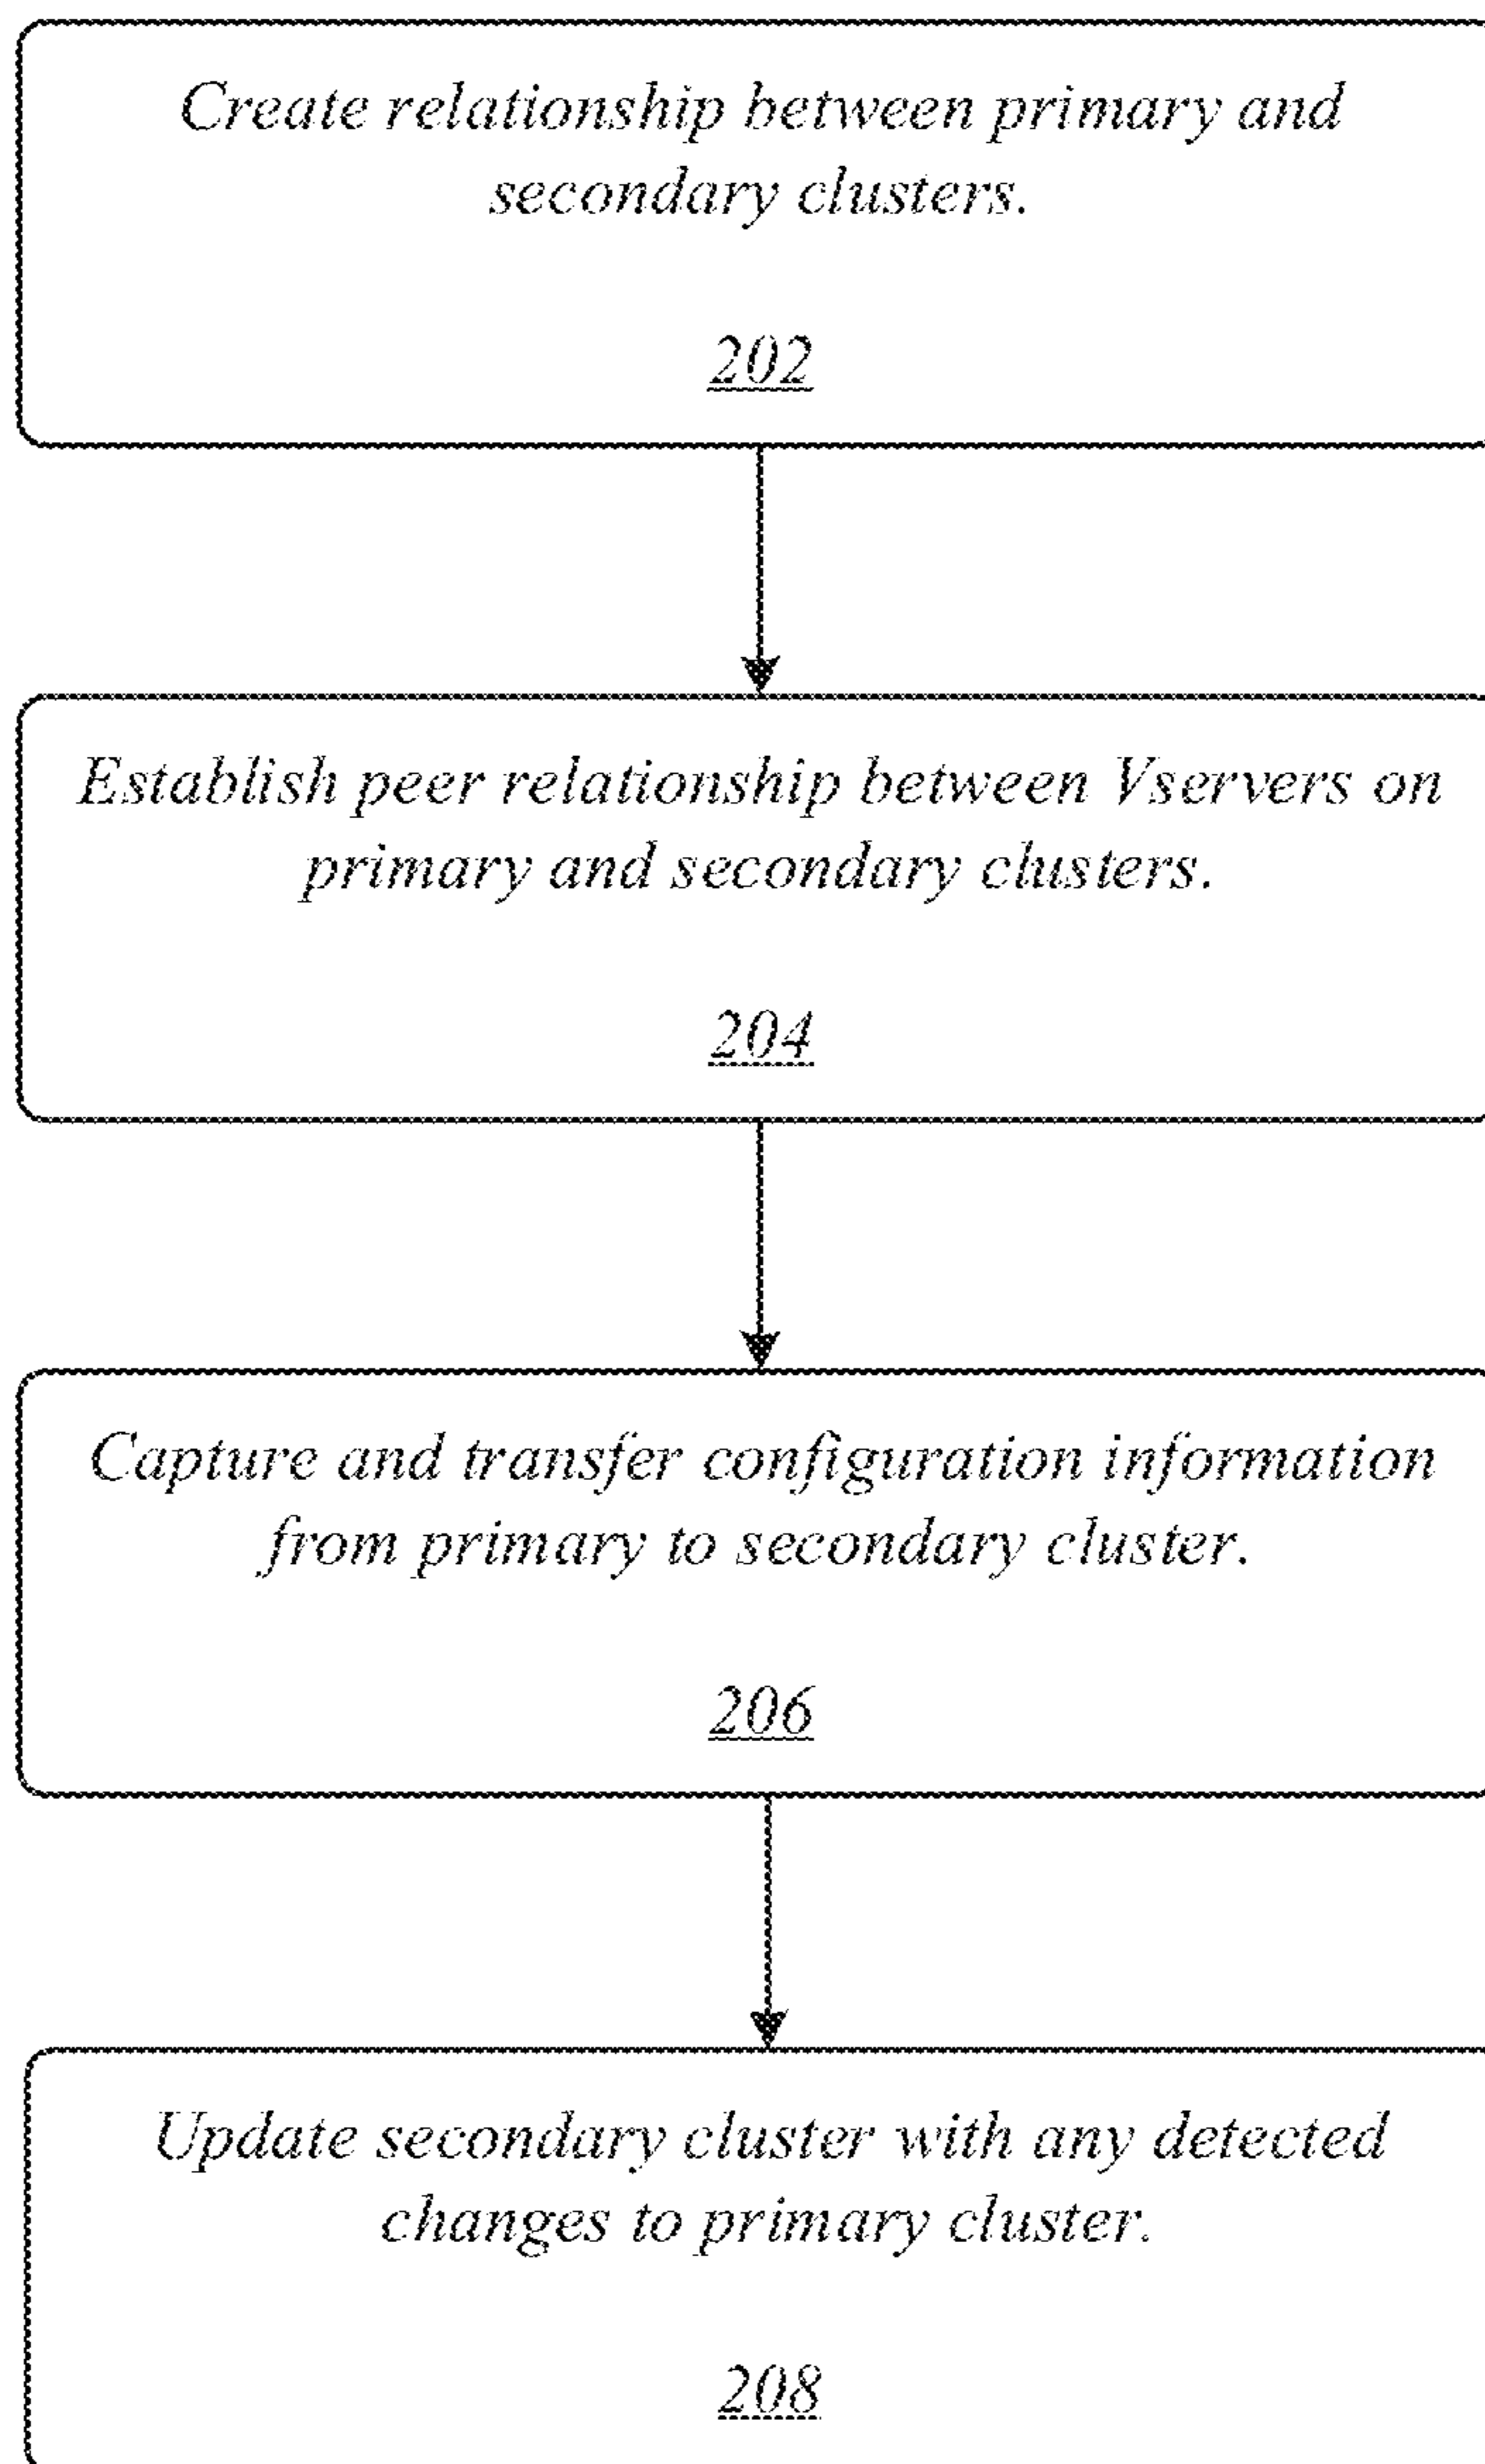 Create relationship between primary and
secondary clusters.
202
Establish peer relationship between Vservers on
primary and secondary clusters.
204
Capture and transfer configuration information
from primary to secondary cluster.
206
Update secondary cluster with any detected
changes to primary cluster.
208